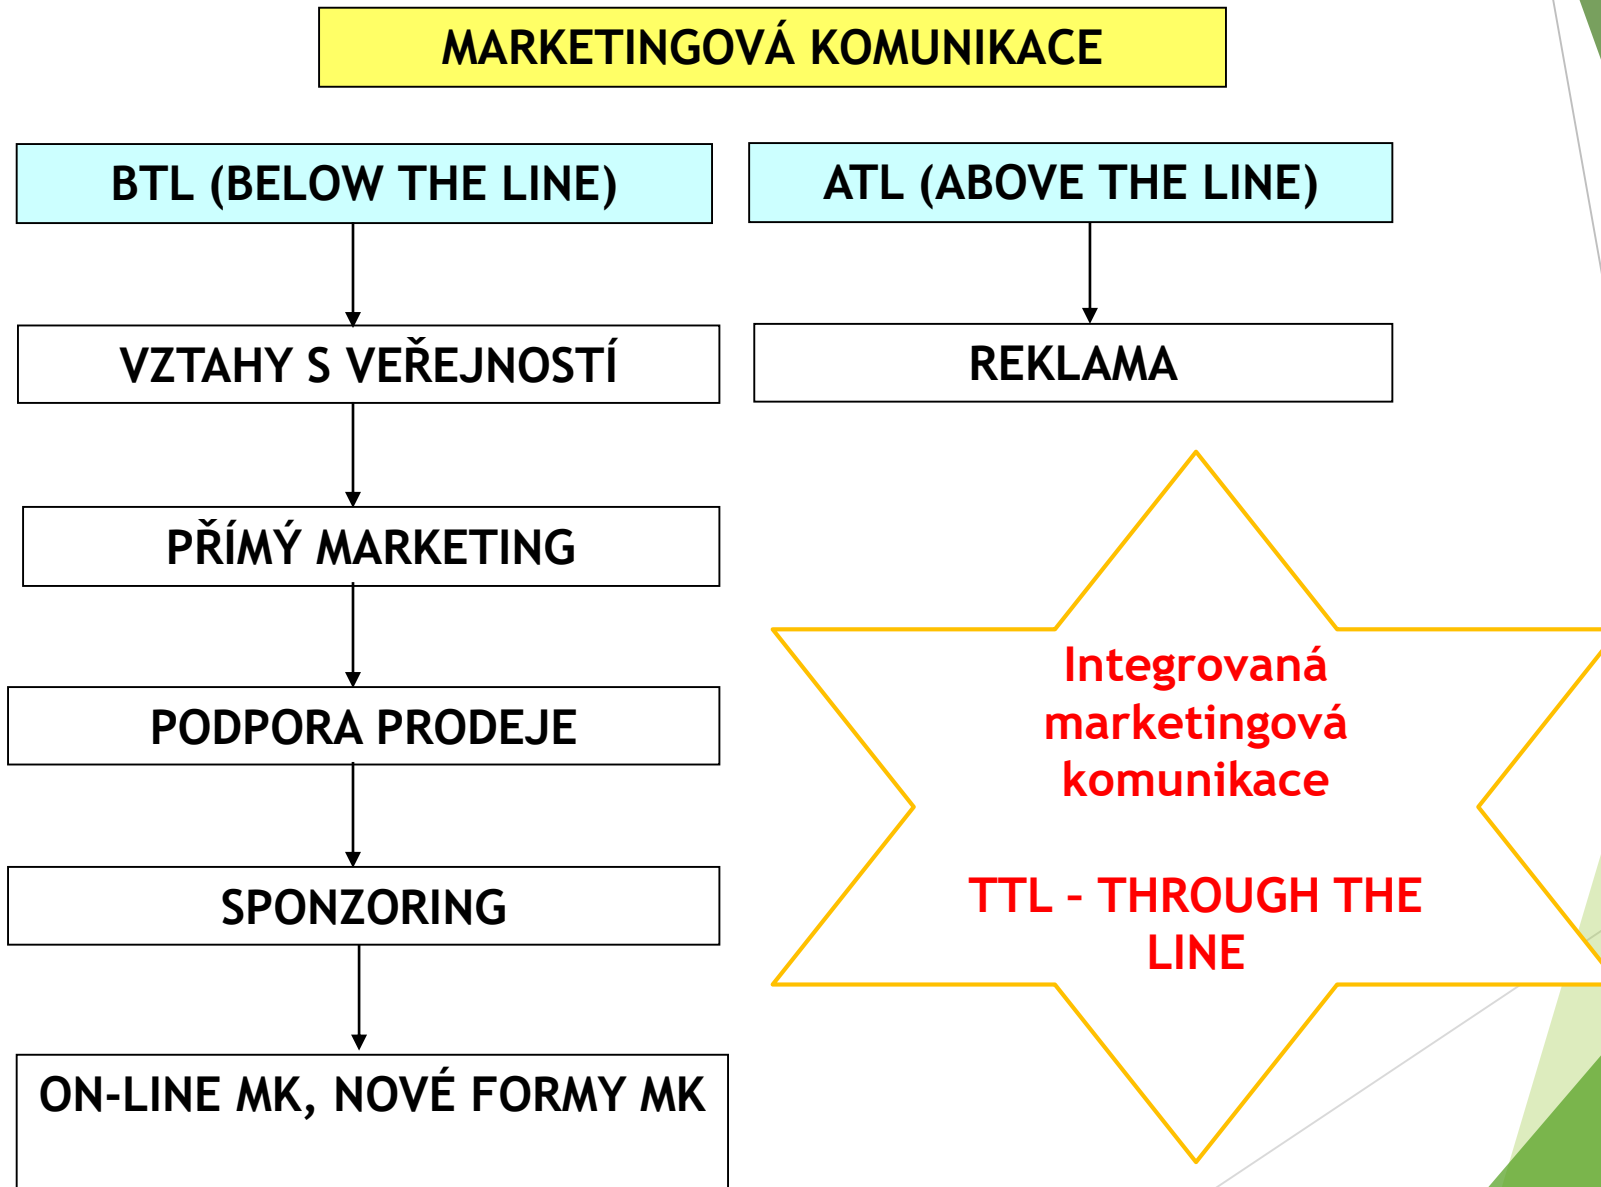 MARKETINGOVÁ KOMUNIKACE
BTL (BELOW THE LINE)
VZTAHY S VEŘEJNOSTÍ
PŘÍMÝ MARKETING
PODPORA PRODEJE
SPONZORING
ON-LINE MK, NOVÉ FORMY MK
ATL (ABOVE THE LINE)
REKLAMA
Integrovaná
marketingová
komunikace
TTL – THROUGH THE
LINE